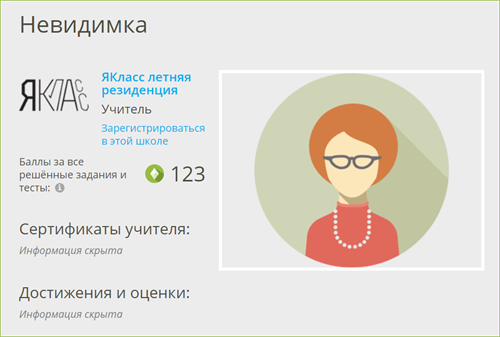 Невидимка
ЯКЛАСС
ЯКласс летняя
резиденция
Учитель
Зарегистрироваться
в этой школе
Баллы за все
решённые задания и
тесты:
123
Сертификаты учителя:
Информация скрыта
Достижения и оценки:
Информация скрыта